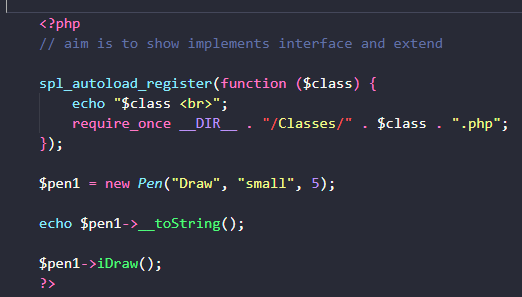 <?php
// aim is to show implements interface and extend
spl_autoload_register(function ($class) {
    echo "$class <br>";
    require_once __DIR__ . "/Classes/" . $class . ".php";
});
$pen1 = new Pen("Draw", "small", 5);
echo $pen1->__toString();
$pen1->iDraw();
?>